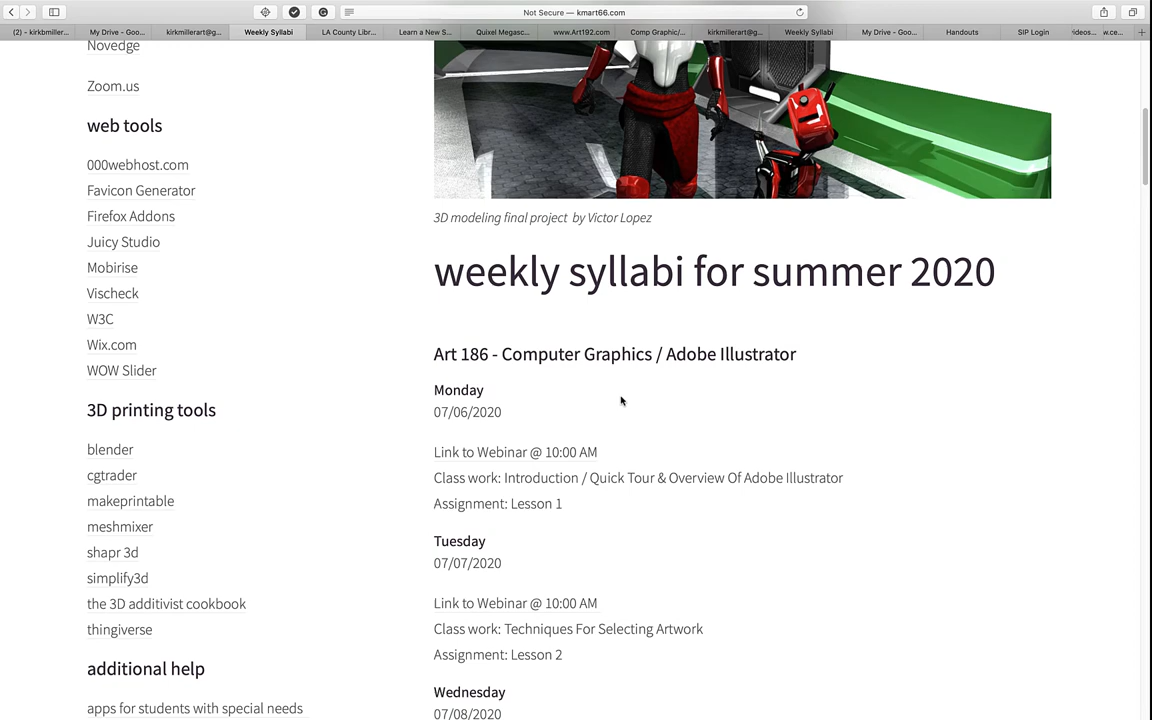 Not Secure — kmart66.com
(2) - kirkbmiller...
My Drive - Goo...
kirkmillerart@g...
Weekly Syllabi
LA County Libr...
Learn a New S...
Quixel Megasc...
www.Art192.com
Comp Graphic/...
kirkmillerart@g...
Weekly Syllabi
My Drive - Goo...
Handouts
SIP Login
Novedge
Zoom.us
web tools
000webhost.com
Favicon Generator
Firefox Addons
Juicy Studio
Mobirise
Vischeck
W3C
Wix.com
WOW Slider
3D printing tools
blender
cgtrader
makeprintable
meshmixer
shapr 3d
simplify3d
the 3D additivist cookbook
thingiverse
additional help
apps for students with special needs
3D modeling final project by Victor Lopez
weekly syllabi for summer 2020
Art 186 - Computer Graphics / Adobe Illustrator
Monday
07/06/2020
Link to Webinar @ 10:00 AM
Class work: Introduction / Quick Tour & Overview Of Adobe Illustrator
Assignment: Lesson 1
Tuesday
07/07/2020
Link to Webinar @ 10:00 AM
Class work: Techniques For Selecting Artwork
Assignment: Lesson 2
Wednesday
07/08/2020